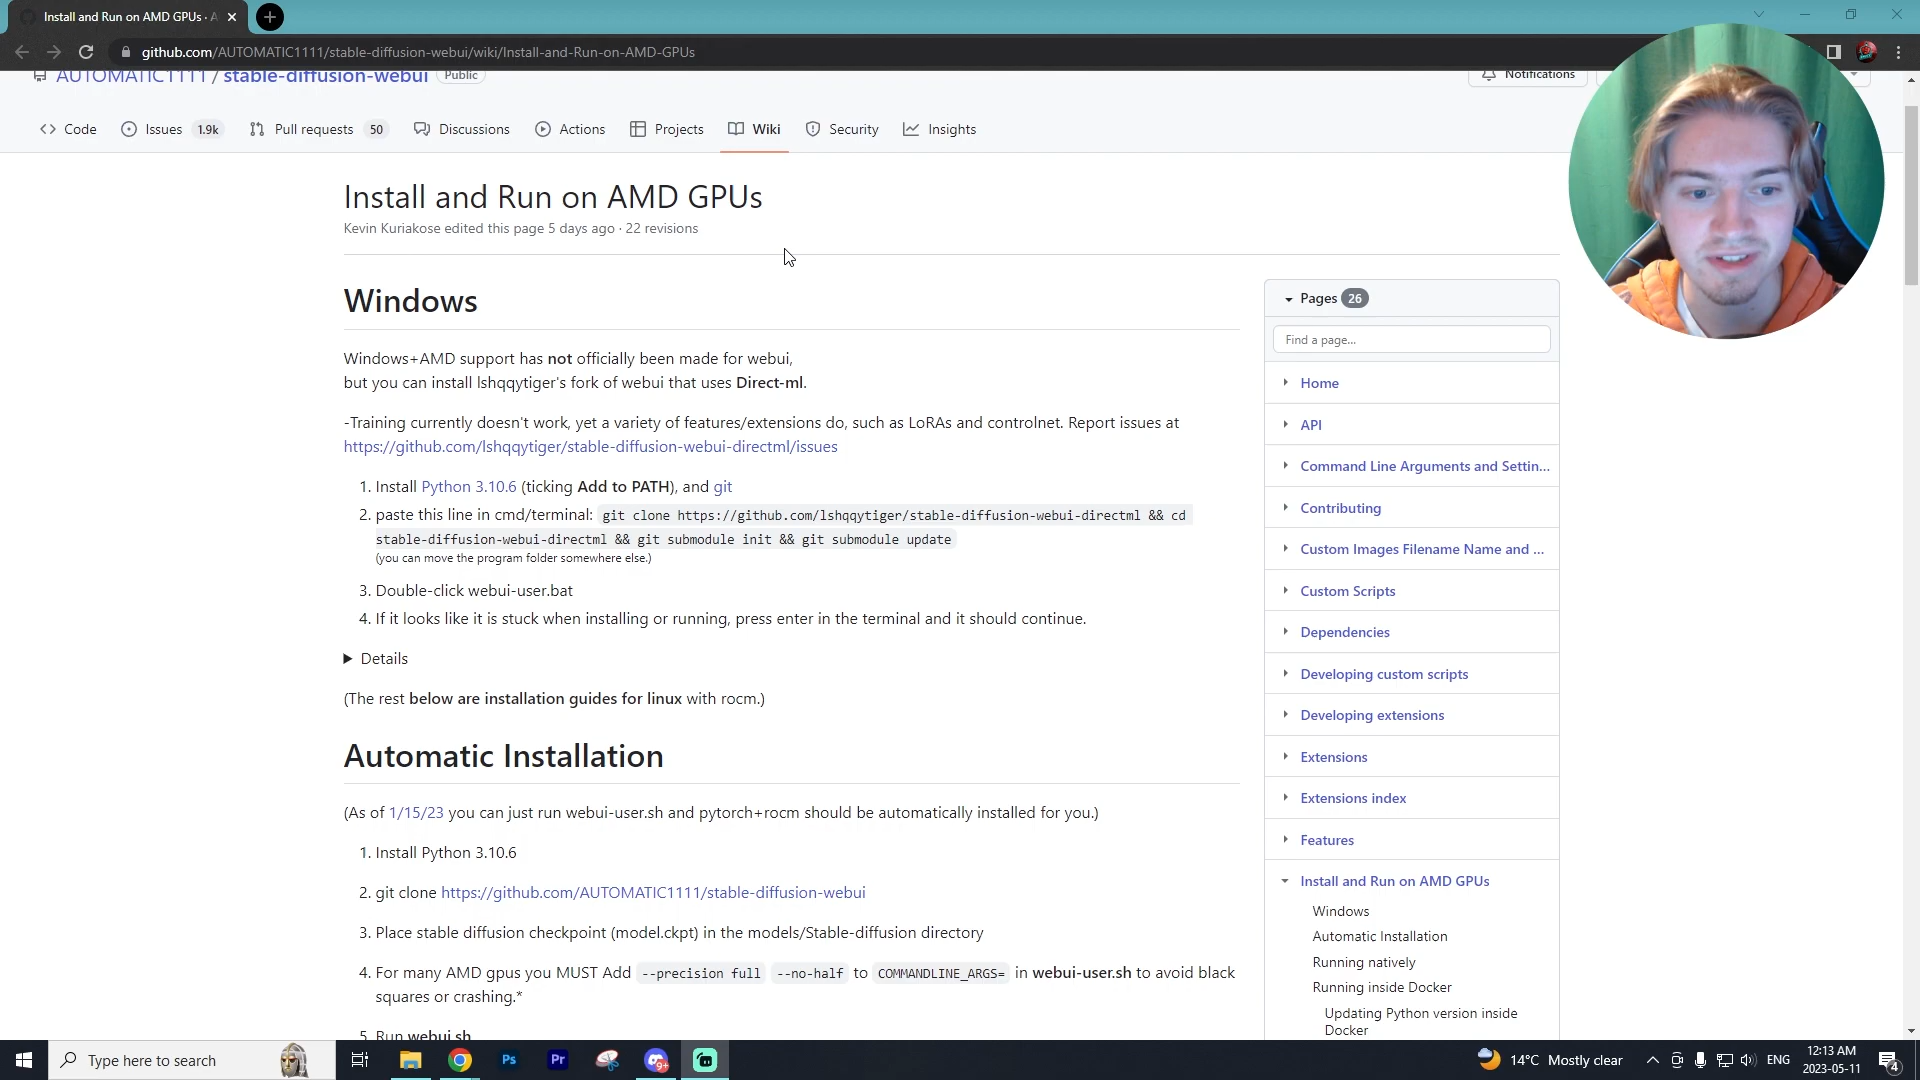 Install and Run on AMD GPUs · A
github.com/AUTOMATIC1111/stable-diffusion-webui/wiki/Install-and-Run-on-AMD-GPUs
AUTOMATIC1111 / stable-diffusion-webui Public
Notifications
Code Issues 1.9k Pull requests 50 Discussions Actions Projects Wiki Security Insights
Install and Run on AMD GPUs
Kevin Kuriakose edited this page 5 days ago · 22 revisions
Windows
Windows+AMD support has not officially been made for webui,
but you can install lshqqytiger's fork of webui that uses Direct-ml.
-Training currently doesn't work, yet a variety of features/extensions do, such as LoRAs and controlnet. Report issues at
https://github.com/lshqqytiger/stable-diffusion-webui-directml/issues
1. Install Python 3.10.6 (ticking Add to PATH), and git
2. paste this line in cmd/terminal: git clone https://github.com/lshqqytiger/stable-diffusion-webui-directml && cd
stable-diffusion-webui-directml && git submodule init && git submodule update
(you can move the program folder somewhere else.)
3. Double-click webui-user.bat
4. If it looks like it is stuck when installing or running, press enter in the terminal and it should continue.
Details
(The rest below are installation guides for linux with rocm.)
Automatic Installation
(As of 1/15/23 you can just run webui-user.sh and pytorch+rocm should be automatically installed for you.)
1. Install Python 3.10.6
2. git clone https://github.com/AUTOMATIC1111/stable-diffusion-webui
3. Place stable diffusion checkpoint (model.ckpt) in the models/Stable-diffusion directory
4. For many AMD gpus you MUST Add --precision full --no-half to COMMANDLINE_ARGS= in webui-user.sh to avoid black
squares or crashing.*
5. Run webui.sh
Pages 26
Find a page...
Home
API
Command Line Arguments and Settin...
Contributing
Custom Images Filename Name and ...
Custom Scripts
Dependencies
Developing custom scripts
Developing extensions
Extensions
Extensions index
Features
Install and Run on AMD GPUs
Windows
Automatic Installation
Running natively
Running inside Docker
Updating Python version inside
Docker
Type here to search
Ps
Pr
9+
14°C Mostly clear
ENG
12:13 AM
2023-05-11
4